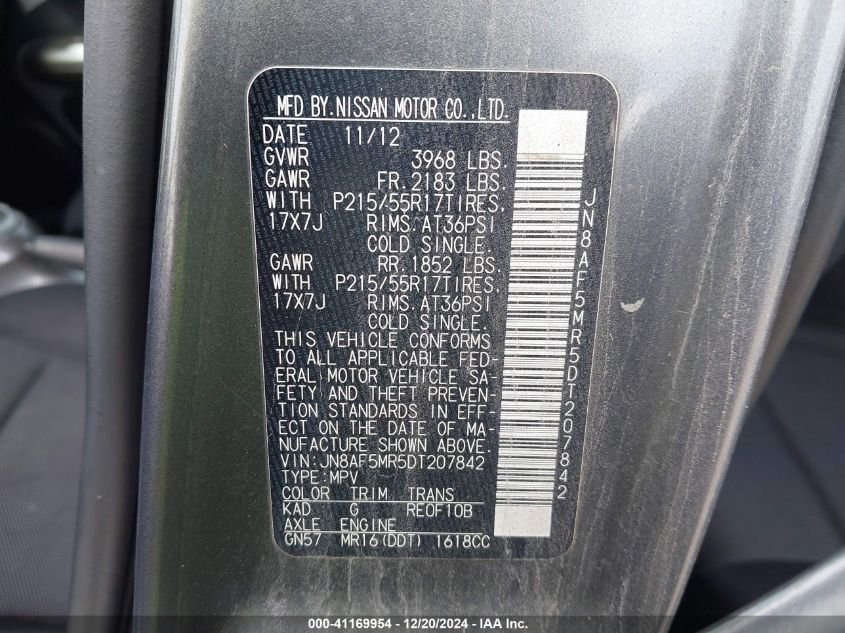 MFD BY.NISSAN MOTOR CO.,LTD.
DATE 11/12
GVWR 3968 LBS.
GAWR FR.2183 LBS.
WITH P215/55R17TIRES,
17X7J RIMS.AT36PSI
COLD SINGLE.
GAWR RR.1852 LBS.
WITH P215/55R17TIRES,
17X7J RIMS.AT36PSI
COLD SINGLE.
THIS VEHICLE CONFORMS
TO ALL APPLICABLE FED-
ERAL MOTOR VEHICLE SA-
FETY AND THEFT PREVEN-
TION STANDARDS IN EFF-
ECT ON THE DATE OF MA-
NUFACTURE SHOWN ABOVE.
VIN:JN8AF5MR5DT207842
TYPE:MPV
COLOR TRIM TRANS
KAD G RE0F10B
AXLE ENGINE
GN57 MR16(DDT) 1618CC
JN8AF5MR5DT207842
000-41169954 - 12/20/2024 - IAAI.com